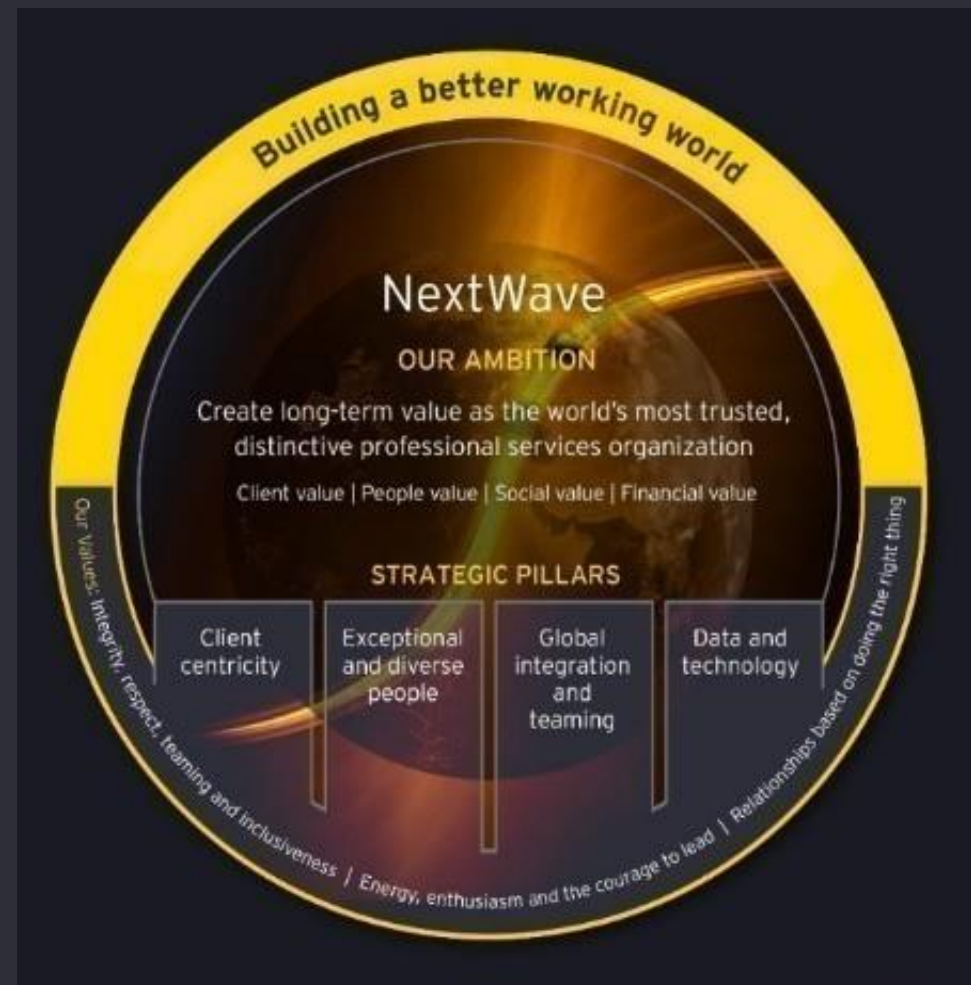 Building a better working world
NextWave
OUR AMBITION
Create long-term value as the world's most trusted,
distinctive professional services organization
Client value | People value | Social value | Financial value
STRATEGIC PILLARS
Client
centricity
Exceptional
and diverse
people
Global
integration
and
teaming
Data and
technology
Our Values: Integrity, respect, teaming and inclusiveness | Energy, enthusiasm and the courage to lead | Relationships based on doing the right thing